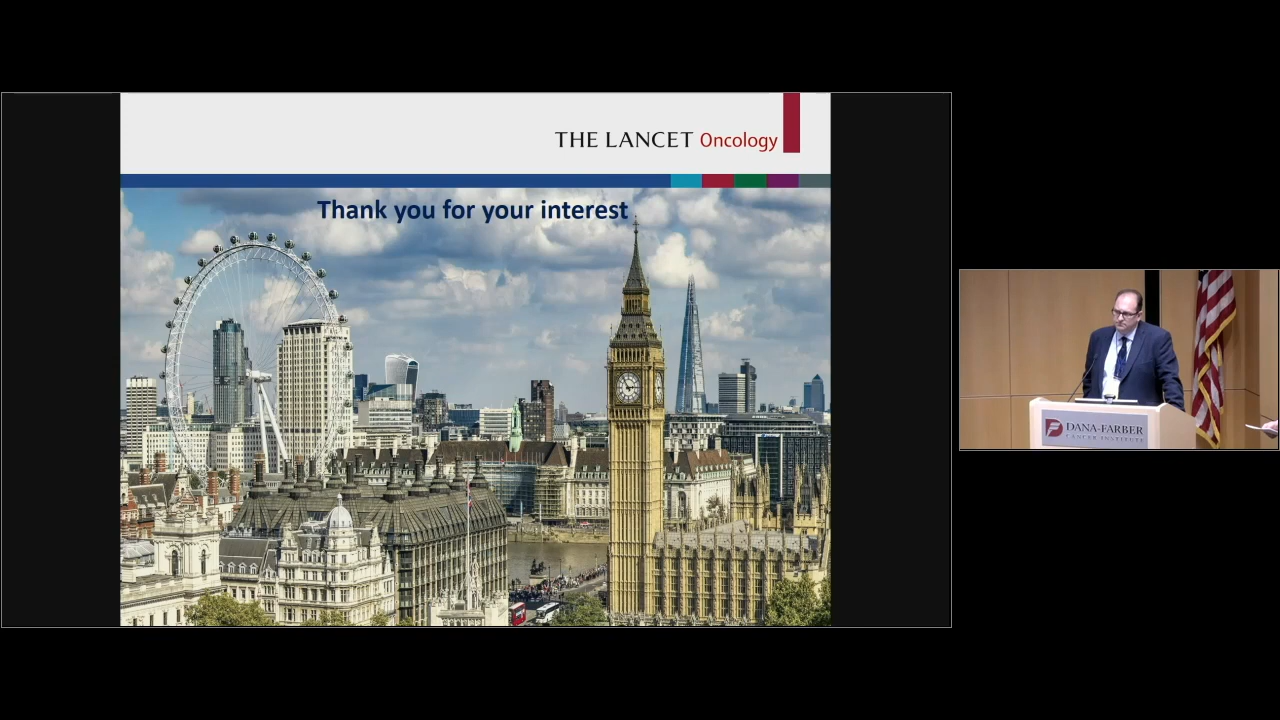 THE LANCET Oncology
Thank you for your interest
DANA-FARBER
CANCER INSTITUTE